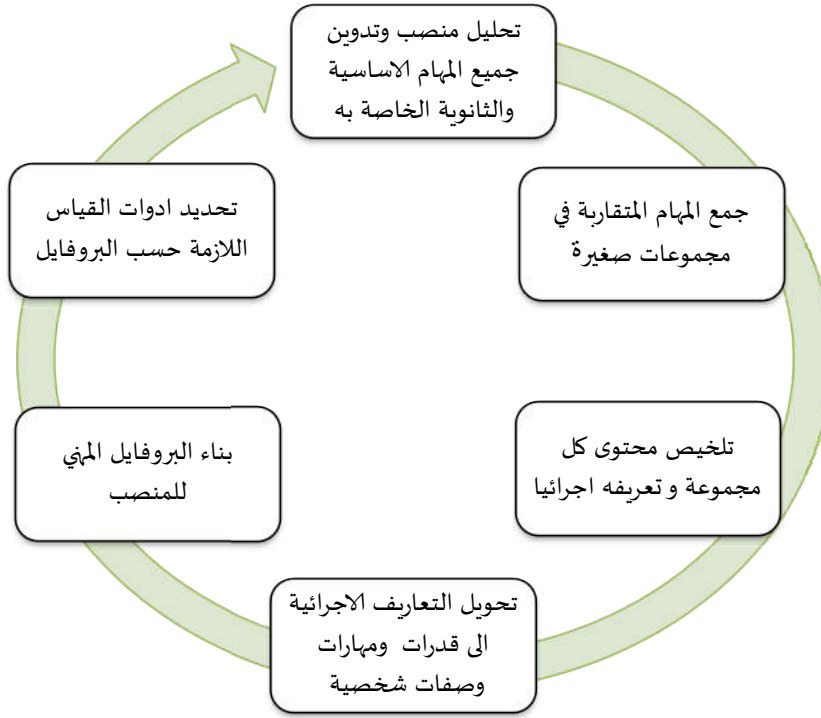 تحليل منصب وتدوين
جميع المهام الاساسية
والثانوية الخاصة به
جمع المهام المتقاربة في
مجموعات صغيرة
تلخيص محتوى كل
مجموعة و تعريفه اجرائيا
تحويل التعاريف الاجرائية
الى قدرات ومهارات
وصفات شخصية
بناء البروفايل المهني
للمنصب
تحديد ادوات القياس
اللازمة حسب البروفايل